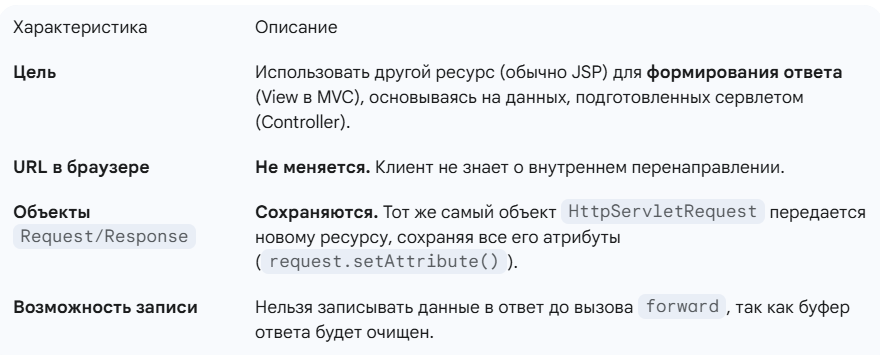 Характеристика Описание
Цель Использовать другой ресурс (обычно JSP) для формирования ответа
(View в MVC), основываясь на данных, подготовленных сервлетом
(Controller).
URL в браузере Не меняется. Клиент не знает о внутреннем перенаправлении.
Объекты Сохраняются. Тот же самый объект HttpServletRequest передается
Request/Response новому ресурсу, сохраняя все его атрибуты
( request.setAttribute() ).
Возможность записи Нельзя записывать данные в ответ до вызова forward , так как буфер
ответа будет очищен.